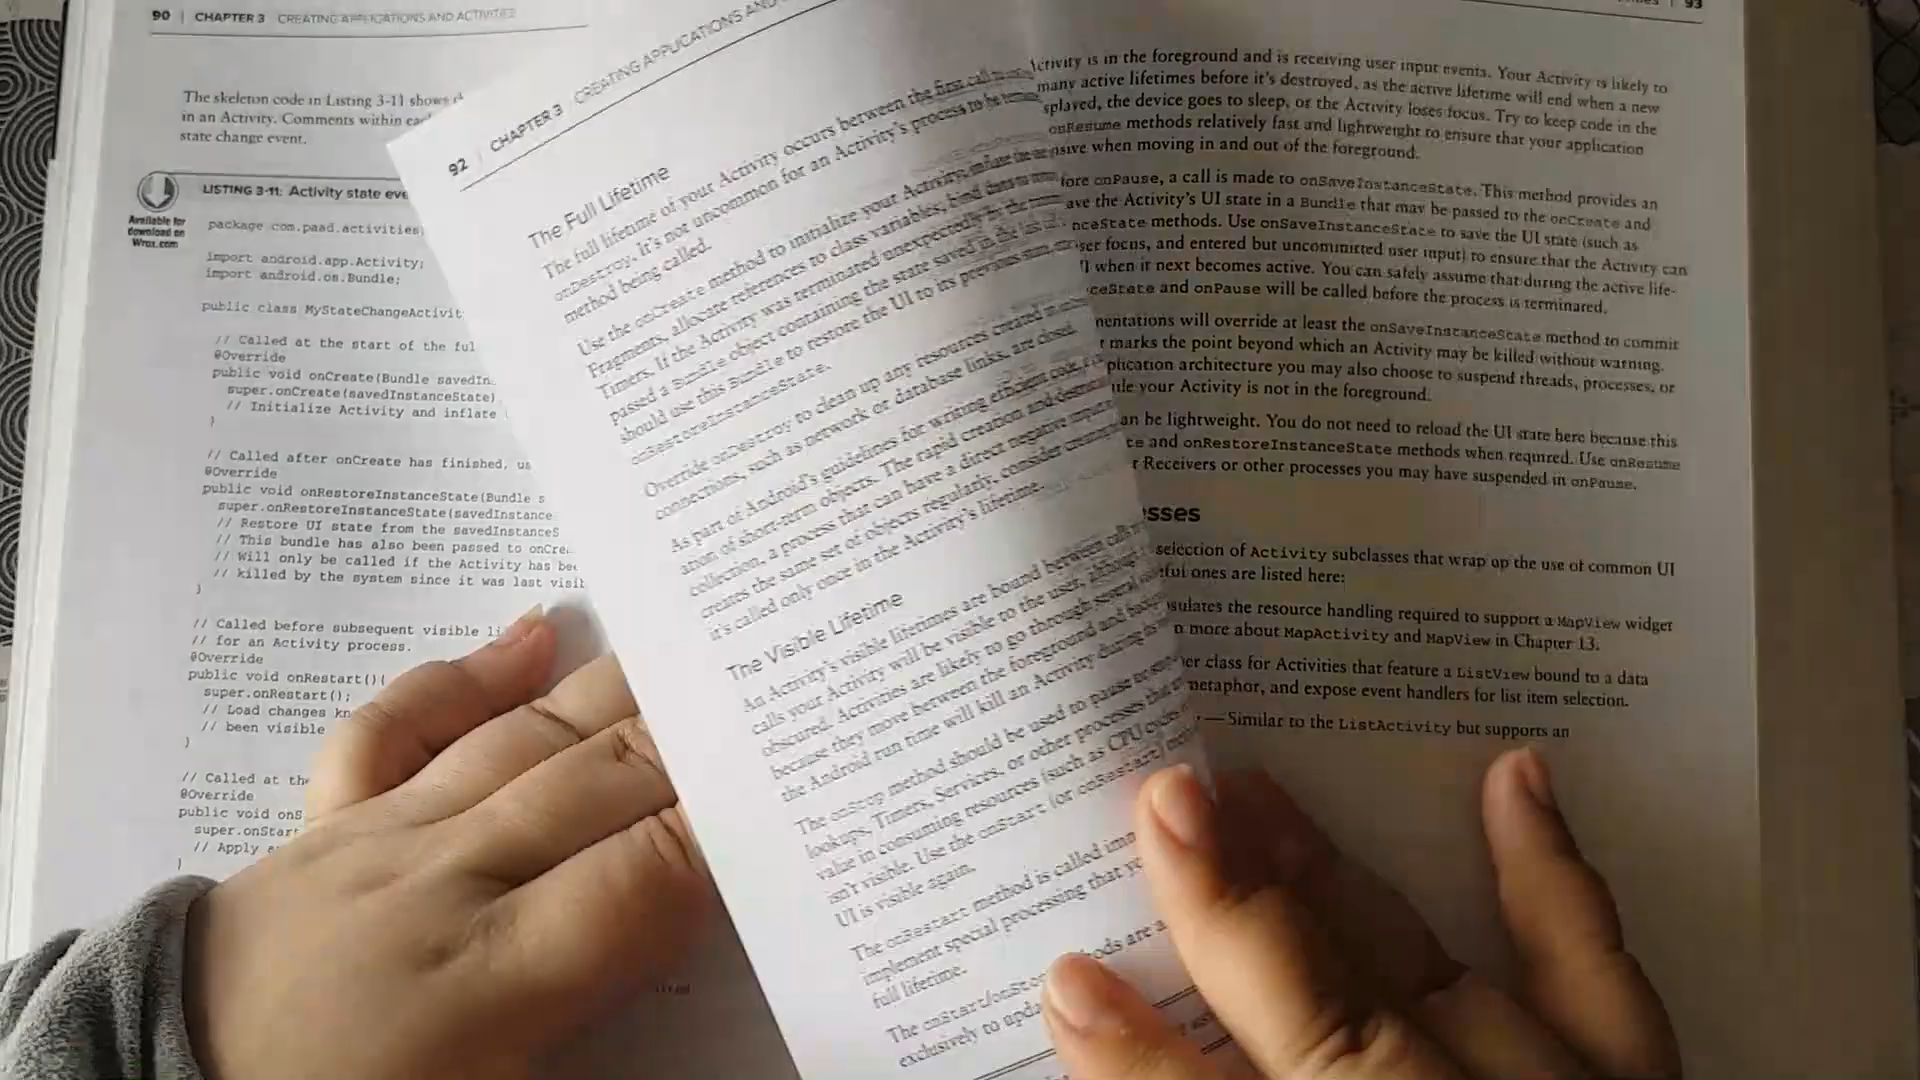 90 | CHAPTER 3 CREATING APPLICATIONS AND ACTIVITIES
The skeleton code in Listing 3-11 shows
in an Activity. Comments within
state change event.
Available for
download on
Wrox.com
LISTING 3-11: Activity state
package com.paad.activities;
import android.app.Activity;
import android.os.Bundle;
public class MyStateChangeActivit
// Called at the start of the ful
@Override
public void onCreate(Bundle savedIn
super.onCreate(savedInstanceState)
// Initialize Activity and inflate
}
// Called after onCreate has finished, us
@Override
public void onRestoreInstanceState(Bundle s
super.onRestoreInstanceState(savedInstance
// Restore UI state from the savedInstanceS
// This bundle has also been passed to onCre
// Will only be called if the Activity has be
// killed by the system since it was last visib
}
// Called before subsequent visible li
// for an Activity process.
@Override
public void onRestart(){
super.onRestart();
// Load changes kn
// been visible
}
// Called at the
@Override
public void onS
super.onStart
// Apply
}
92 | CHAPTER 3 CREATING APPLICATIONS AND
The Full Lifetime
The full lifetime of your Activity occurs between the first call to
onDestroy. It's not uncommon for an Activity's process to be
method being called.
Use the onCreate method to initialize your Activity; inflate the
Fragments, allocate references to class variables, bind data to
Timers. If the Activity was terminated unexpectedly by the
passed a Bundle object containing the state saved in the last
should use this Bundle to restore the UI to its previous
onRestoreInstanceState.
Override onDestroy to clean up any resources created in
connections, such as network or database links, are closed.
As part of Android's guidelines for writing efficient code,
ation of short-term objects. The rapid creation and
collection, a process that can have a direct negative
creates the same set of objects regularly, consider
it's called only once in the Activity's lifetime.
The Visible Lifetime
An Activity's visible lifetimes are bound between calls
calls your Activity will be visible to the user, although
obscured. Activities are likely to go through several
because they move between the foreground and
the Android run time will kill an Activity during
The onStop method should be used to pause or
lookups, Timers, Services, or other processes
value in consuming resources (such as CPU
isn't visible. Use the onStart (or onRestart)
UI is visible again.
The onRestart method is called imm
implement special processing that yo
full lifetime.
The onStart/onStop methods are a
exclusively to upda
93
Activity is in the foreground and is receiving user input events. Your Activity is likely to
many active lifetimes before it's destroyed, as the active lifetime will end when a new
splayed, the device goes to sleep, or the Activity loses focus. Try to keep code in the
onResume methods relatively fast and lightweight to ensure that your application
nsive when moving in and out of the foreground.
fore onPause, a call is made to onSaveInstanceState. This method provides an
ave the Activity's UI state in a Bundle that may be passed to the onCreate and
nceState methods. Use onSaveInstanceState to save the UI state (such as
ser focus, and entered but uncommitted user input) to ensure that the Activity can
I when it next becomes active. You can safely assume that during the active life-
ceState and onPause will be called before the process is terminated.
mentations will override at least the onSaveInstanceState method to commit
t marks the point beyond which an Activity may be killed without warning.
plication architecture you may also choose to suspend threads, processes, or
ile your Activity is not in the foreground.
an be lightweight. You do not need to reload the UI state here because this
te and onRestoreInstanceState methods when required. Use onResume
r Receivers or other processes you may have suspended in onPause.
sses
selection of Activity subclasses that wrap up the use of common UI
ful ones are listed here:
sulates the resource handling required to support a MapView widget
n more about MapActivity and MapView in Chapter 13.
er class for Activities that feature a ListView bound to a data
metaphor, and expose event handlers for list item selection.
— Similar to the ListActivity but supports an